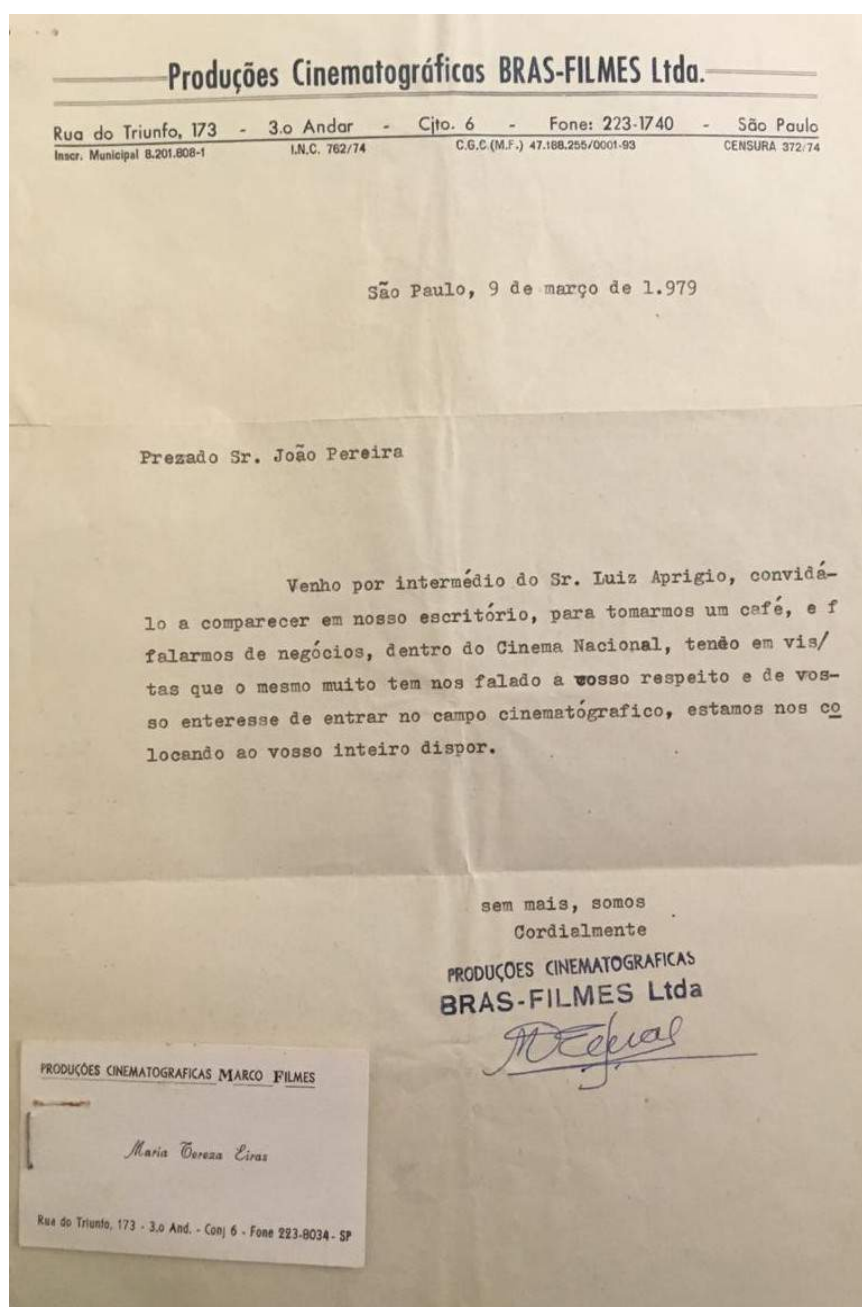 Produções Cinematográficas BRAS-FILMES Ltda.
Rua do Triunfo, 173 - 3.o Andar - Cjto. 6 - Fone: 223-1740 - São Paulo
Inscr. Municipal 8.201.808-1 I.N.C. 762/74 C.G.C.(M.F.) 47.188.255/0001-93 CENSURA 372/74
São Paulo, 9 de março de 1.979
Prezado Sr. João Pereira
Venho por intermédio do Sr. Luiz Aprigio, convidá-
lo a comparecer em nosso escritório, para tomarmos um café, e f
falarmos de negócios, dentro do Cinema Nacional, tendo em vis/
tas que o mesmo muito tem nos falado a vosso respeito e de vos-
so enteresse de entrar no campo cinematógrafico, estamos nos co
locando ao vosso inteiro dispor.
sem mais, somos
Cordialmente
PRODUÇÕES CINEMATOGRAFICAS
BRAS-FILMES Ltda
PRODUÇÕES CINEMATOGRAFICAS MARCO FILMES
Maria Tereza Eiras
Rua do Triunfo, 173 - 3.o And. - Conj 6 - Fone 223-8034 - SP